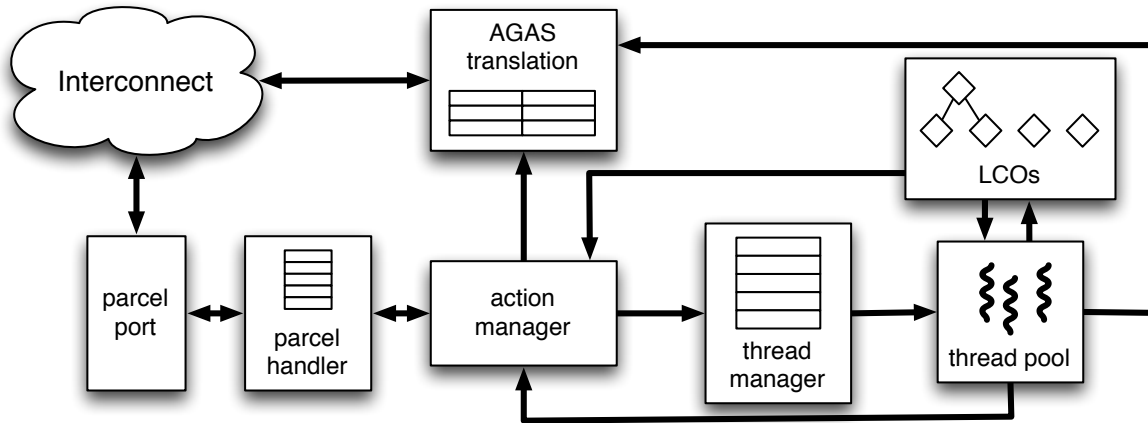 AGAS
translation
Interconnect
LCOs
parcel
port
parcel
handler
action
manager
thread
manager
thread pool